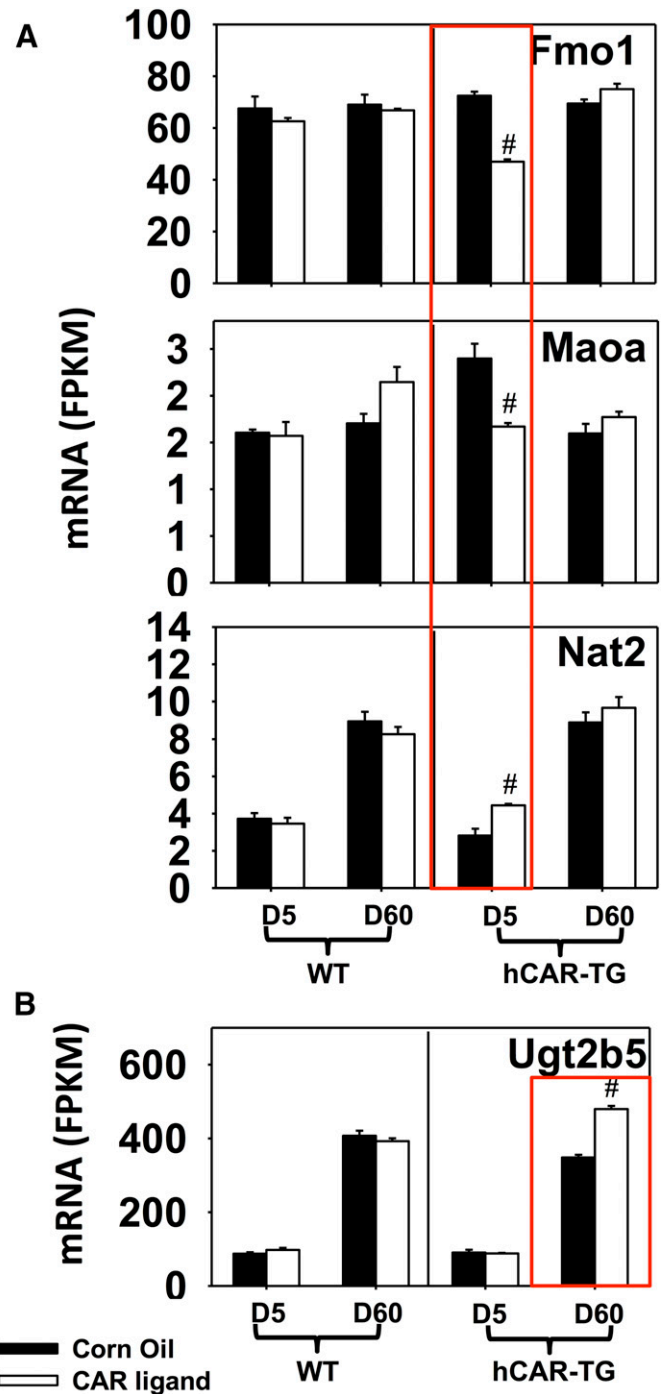 A
Fmo1
100
80
60
40
20
0
#
mRNA (FPKM)
Maoa
3
2
2
1
1
0
#
Nat2
14
12
10
8
6
4
2
0
#
D5 D60 D5 D60
WT hCAR-TG
B
Ugt2b5
mRNA (FPKM)
600
400
200
0
#
D5 D60 D5 D60
WT hCAR-TG
Corn Oil
CAR ligand